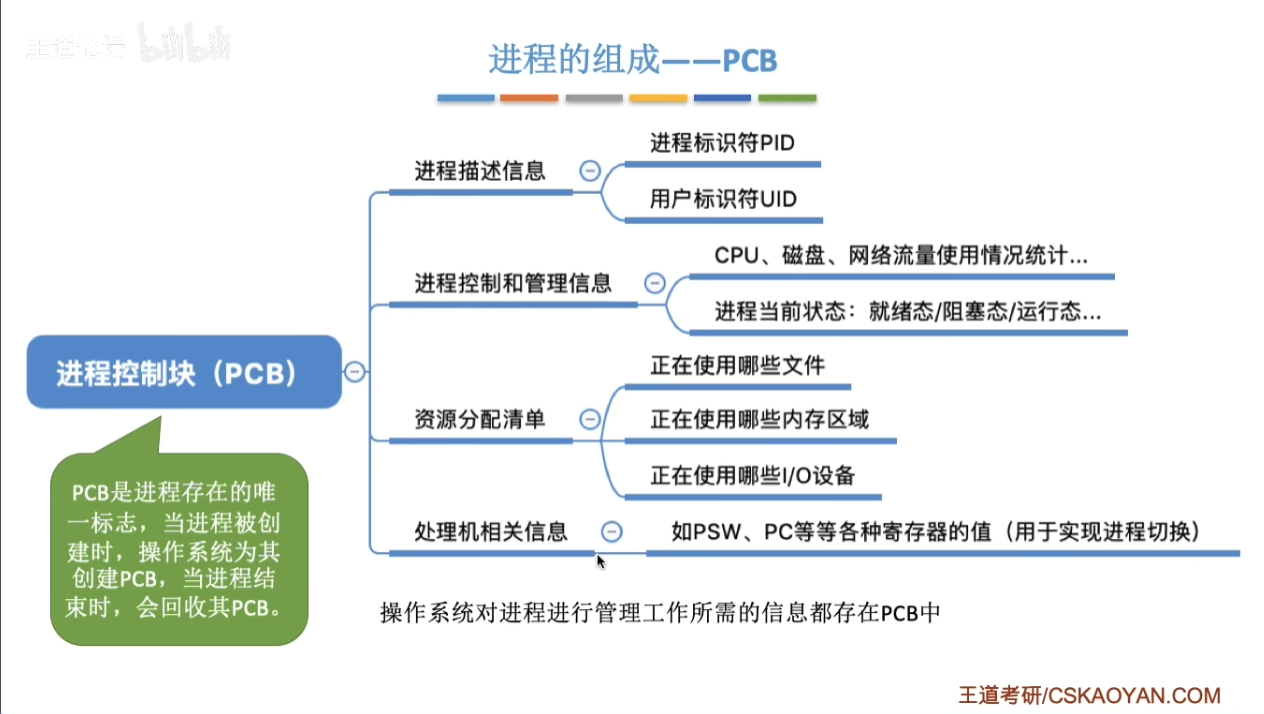 王道论坛 bilibili
进程的组成——PCB
进程控制块（PCB）
PCB是进程存在的唯
一标志，当进程被创
建时，操作系统为其
创建PCB，当进程结
束时，会回收其PCB。
进程描述信息
进程标识符PID
用户标识符UID
进程控制和管理信息
CPU、磁盘、网络流量使用情况统计...
进程当前状态：就绪态/阻塞态/运行态...
资源分配清单
正在使用哪些文件
正在使用哪些内存区域
正在使用哪些I/O设备
处理机相关信息
如PSW、PC等等各种寄存器的值（用于实现进程切换）
操作系统对进程进行管理工作所需的信息都存在PCB中
王道考研/CSKAOYAN.COM